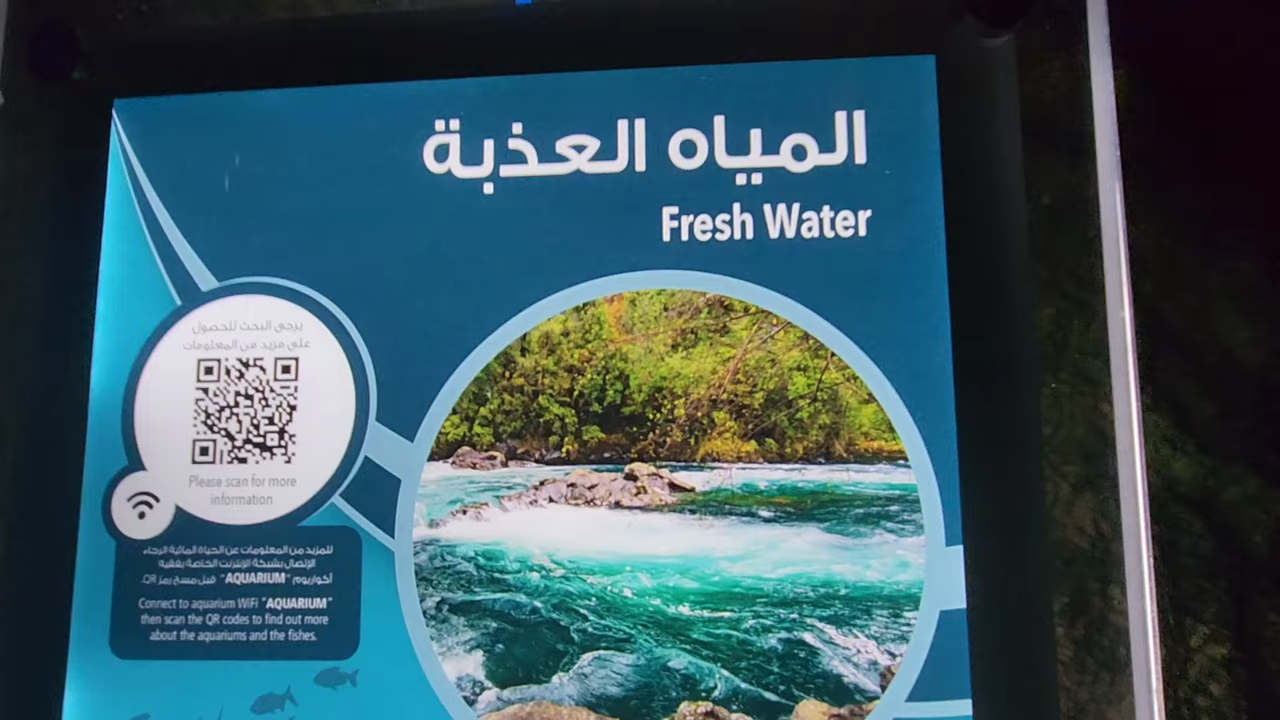 المياه العذبة
Fresh Water
يرجى البحث للحصول
على مزيد من المعلومات
Please scan for more
information
للمزيد من المعلومات عن الحياة المائية الرجاء
الإتصال بشبكة الإنترنت الخاصة بفقيه
أكواريوم "AQUARIUM" قبل مسح رمز QR.
Connect to aquarium WiFi "AQUARIUM"
then scan the QR codes to find out more
about the aquariums and the fishes.